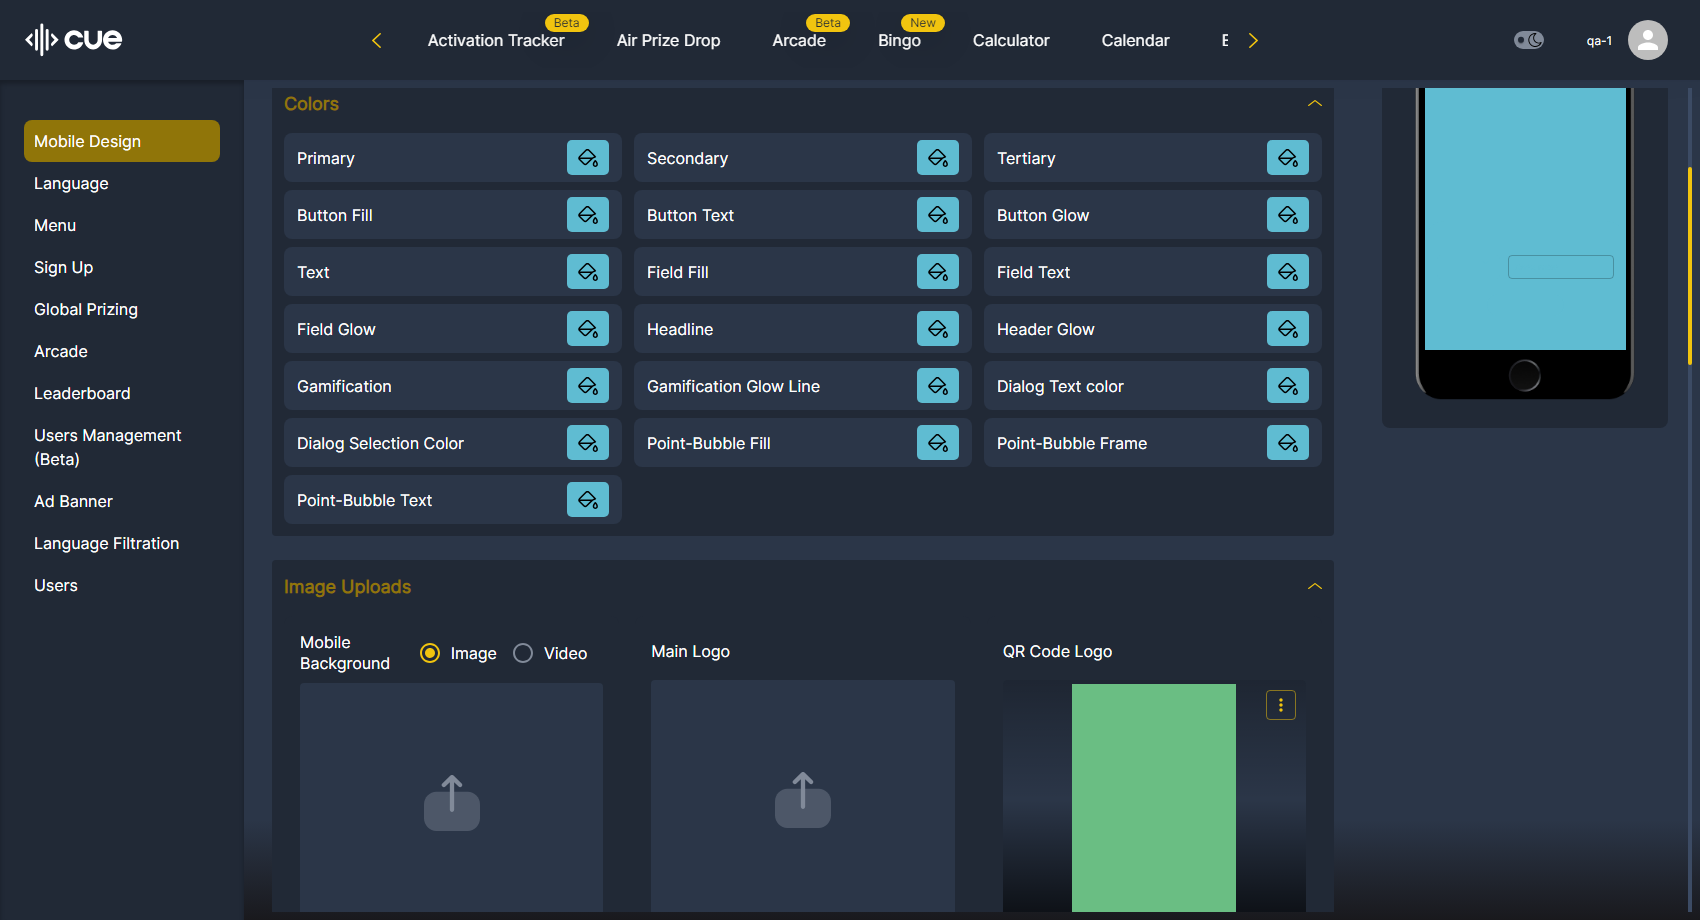 cue
Beta
Beta
New
Activation Tracker
Air Prize Drop
Arcade
Bingo
Calculator
Calendar
qa-1
Mobile Design
Language
Menu
Sign Up
Global Prizing
Arcade
Leaderboard
Users Management
(Beta)
Ad Banner
Language Filtration
Users
Colors
Primary
Secondary
Tertiary
Button Fill
Button Text
Button Glow
Text
Field Fill
Field Text
Field Glow
Headline
Header Glow
Gamification
Gamification Glow Line
Dialog Text color
Dialog Selection Color
Point-Bubble Fill
Point-Bubble Frame
Point-Bubble Text
Image Uploads
Mobile
Background
Image
Video
Main Logo
QR Code Logo